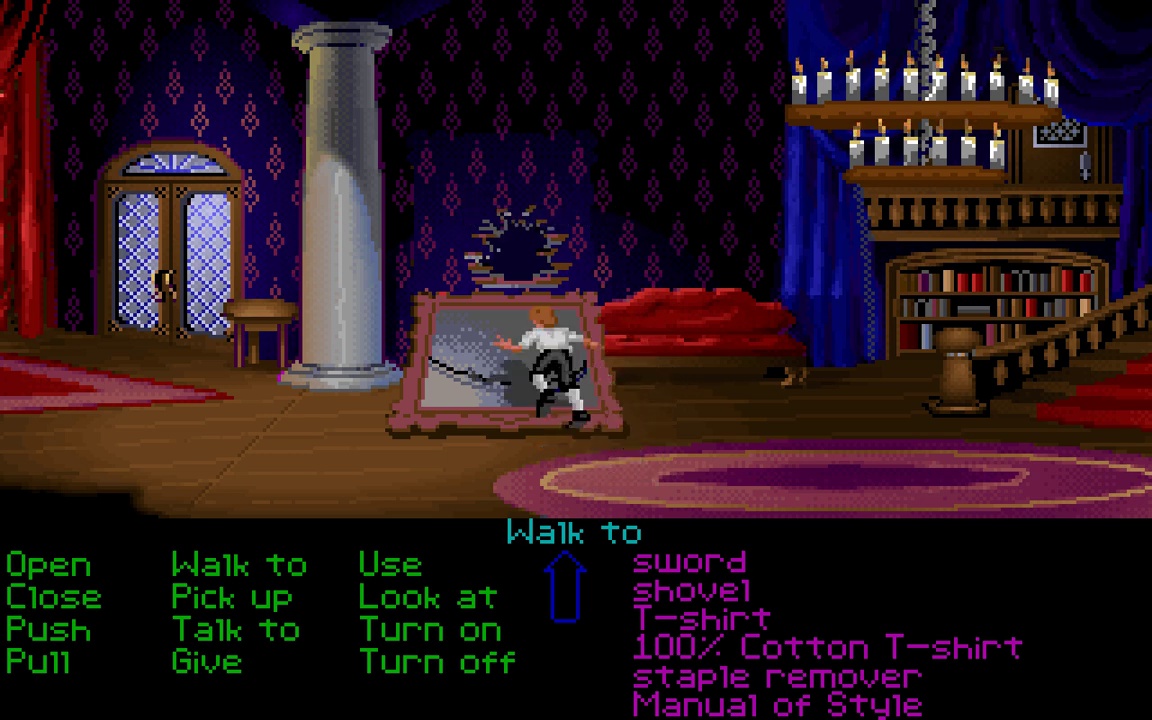 Walk to
Open Walk to Use
Close Pick up Look at
Push Talk to Turn on
Pull Give Turn off
sword
shovel
T-shirt
100% Cotton T-shirt
staple remover
Manual of Style